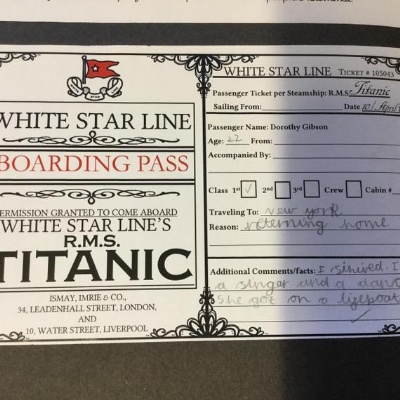 WHITE STAR LINE
BOARDING PASS
PERMISSION GRANTED TO COME ABOARD
WHITE STAR LINE'S
R.M.S.
TITANIC
ISMAY, IMRIE & CO.,
34, LEADENHALL STREET, LONDON,
AND
10, WATER STREET, LIVERPOOL
WHITE STAR LINE TICKET # 105043
Passenger Ticket per Steamship: R.M.S. Titanic
Sailing From: Date 10/April
Passenger Name: Dorothy Gibson
Age: 22 From:
Accompanied By:
Class 1st ✓ 2nd 3rd Crew Cabin #
Traveling To: new york
Reason: returning home
Additional Comments/facts: I
a singer and a
she got on a lifeboat